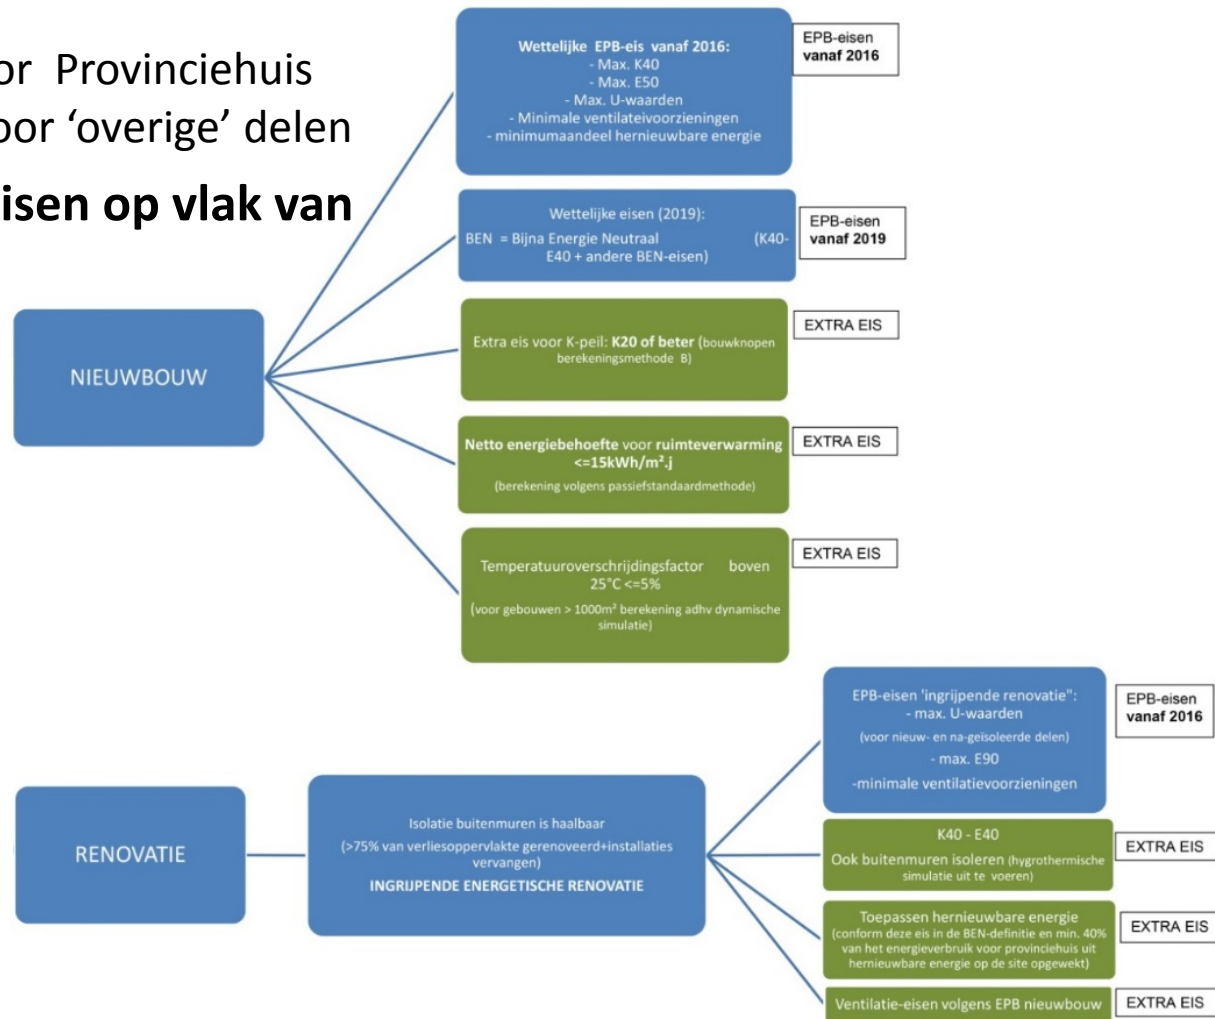 or Provinciehuis
oor ‘overige’ delen
isen op vlak van
Wettelijke EPB-eis vanaf 2016:
- Max. K40
- Max. E50
- Max. U-waarden
- Minimale ventilateivoorzieningen
- minimumaandeel hernieuwbare energie
EPB-eisen
vanaf 2016
Wettelijke eisen (2019):
BEN = Bijna Energie Neutraal (K40-
E40 + andere BEN-eisen)
EPB-eisen
vanaf 2019
NIEUWBOUW
Extra eis voor K-peil: K20 of beter (bouwknopen
berekeningsmethode B)
EXTRA EIS
Netto energiebehoefte voor ruimteverwarming
<=15kWh/m².j
(berekening volgens passiefstandaardmethode)
EXTRA EIS
Temperatuuroverschrijdingsfactor boven
25°C <=5%
(voor gebouwen > 1000m² berekening adhv dynamische
simulatie)
EXTRA EIS
RENOVATIE
Isolatie buitenmuren is haalbaar
(>75% van verliesoppervlakte gerenoveerd+installaties
vervangen)
INGRIJPENDE ENERGETISCHE RENOVATIE
EPB-eisen 'ingrijpende renovatie":
- max. U-waarden
(voor nieuw- en na-geïsoleerde delen)
- max. E90
-minimale ventilatievoorzieningen
EPB-eisen
vanaf 2016
K40 - E40
Ook buitenmuren isoleren (hygrothermische
simulatie uit te voeren)
EXTRA EIS
Toepassen hernieuwbare energie
(conform deze eis in de BEN-definitie en min. 40%
van het energieverbruik voor provinciehuis uit
hernieuwbare energie op de site opgewekt)
EXTRA EIS
Ventilatie-eisen volgens EPB nieuwbouw
EXTRA EIS